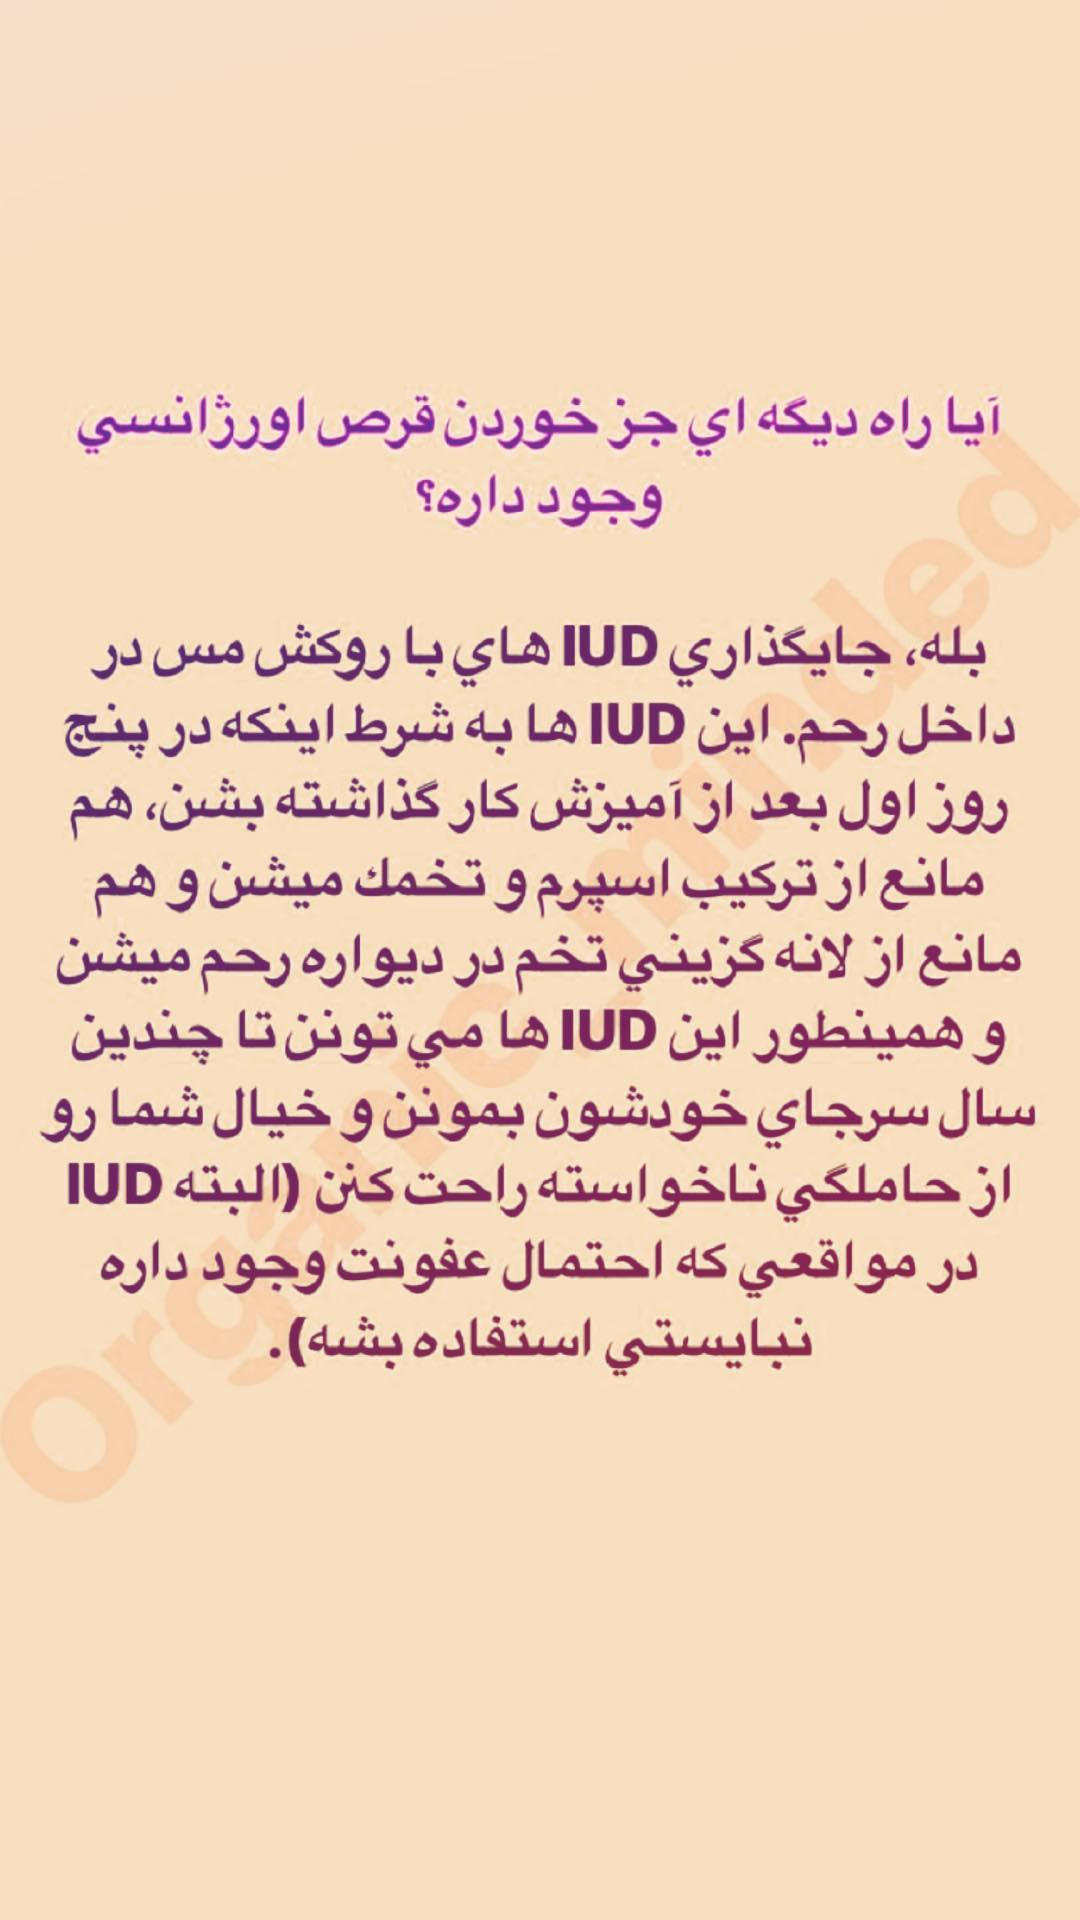 آيا راه ديگه اي جز خوردن قرص اورژانسي
وجود داره؟
بله، جايگذاري IUD هاي با روكش مس در
داخل رحم. اين IUD ها به شرط اينكه در پنج
روز اول بعد از آميزش كار گذاشته بشن، هم
مانع از تركيب اسپرم و تخمك ميشن و هم
مانع از لانه گزيني تخم در ديواره رحم ميشن
و همينطور اين IUD ها مي تونن تا چندين
سال سرجاي خودشون بمونن و خيال شما رو
از حاملگي ناخواسته راحت كنن (البته IUD
در مواقعي كه احتمال عفونت وجود داره
نبايستي استفاده بشه).
Organic_minded